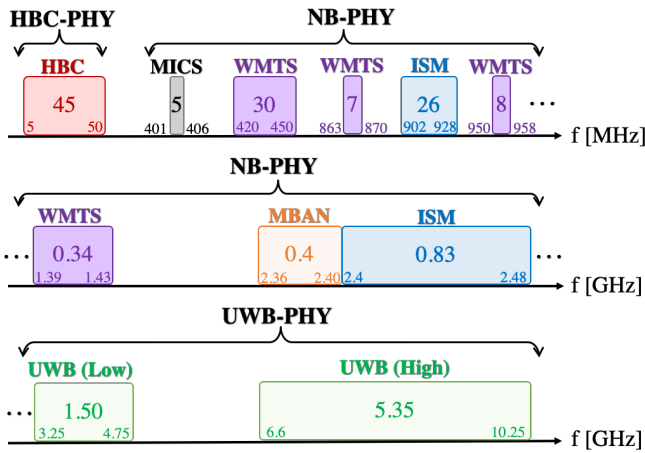 HBC-PHY NB-PHY
HBC MICS WMTS WMTS ISM WMTS
45 5 30 7 26 8 ...
5 50 401 406 420 450 863 870 902 928 950 958
f [MHz]
NB-PHY
WMTS MBAN ISM
... 0.34 0.4 0.83 ...
1.39 1.43 2.36 2.40 2.4 2.48
f [GHz]
UWB-PHY
UWB (Low) UWB (High)
... 1.50 5.35
3.25 4.75 6.6 10.25
f [GHz]